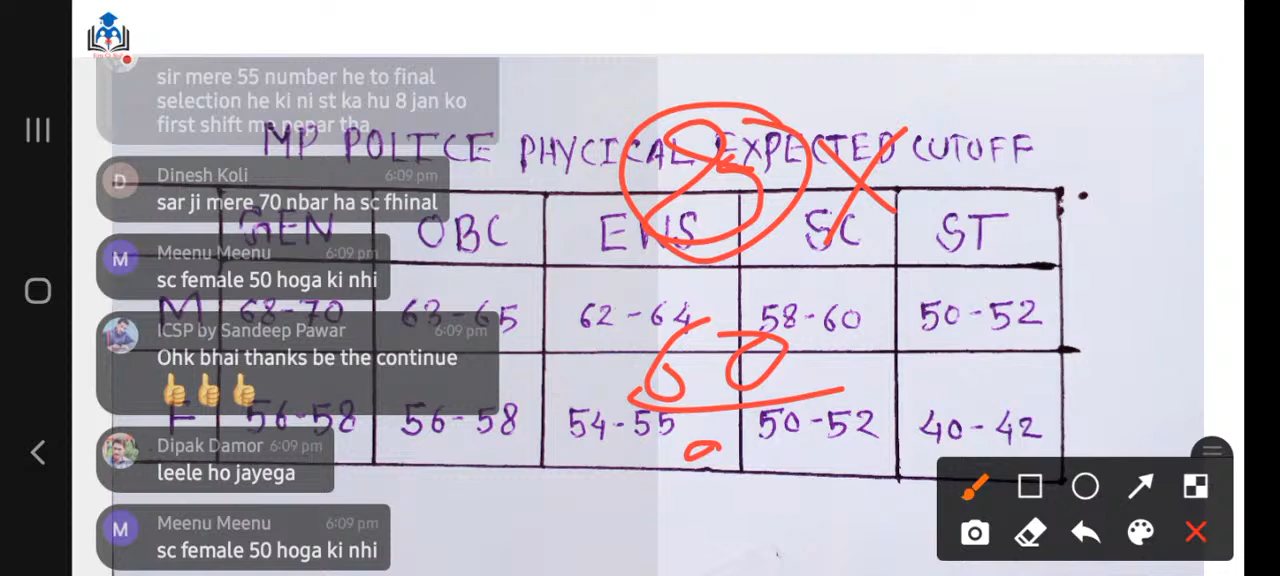 sir mere 55 number he to final
selection he ki ni st ka hu 8 jan ko
first shift ma pepar tha
MP POLICE PHYCICAL EXPECTED CUTOFF
Dinesh Koli 6:09 pm
sar ji mere 70 nbar ha sc fhinal
GEN OBC EWS SC ST
M Meenu Meenu 6:09 pm
sc female 50 hoga ki nhi
M 68-70 63-65 62-64 58-60 50-52
ICSP by Sandeep Pawar 6:09 pm
Ohk bhai thanks be the continue
👍👍👍
60
F 56-58 56-58 54-55 50-52 40-42
Dipak Damor 6:09 pm
leele ho jayega
M Meenu Meenu 6:09 pm
sc female 50 hoga ki nhi
D